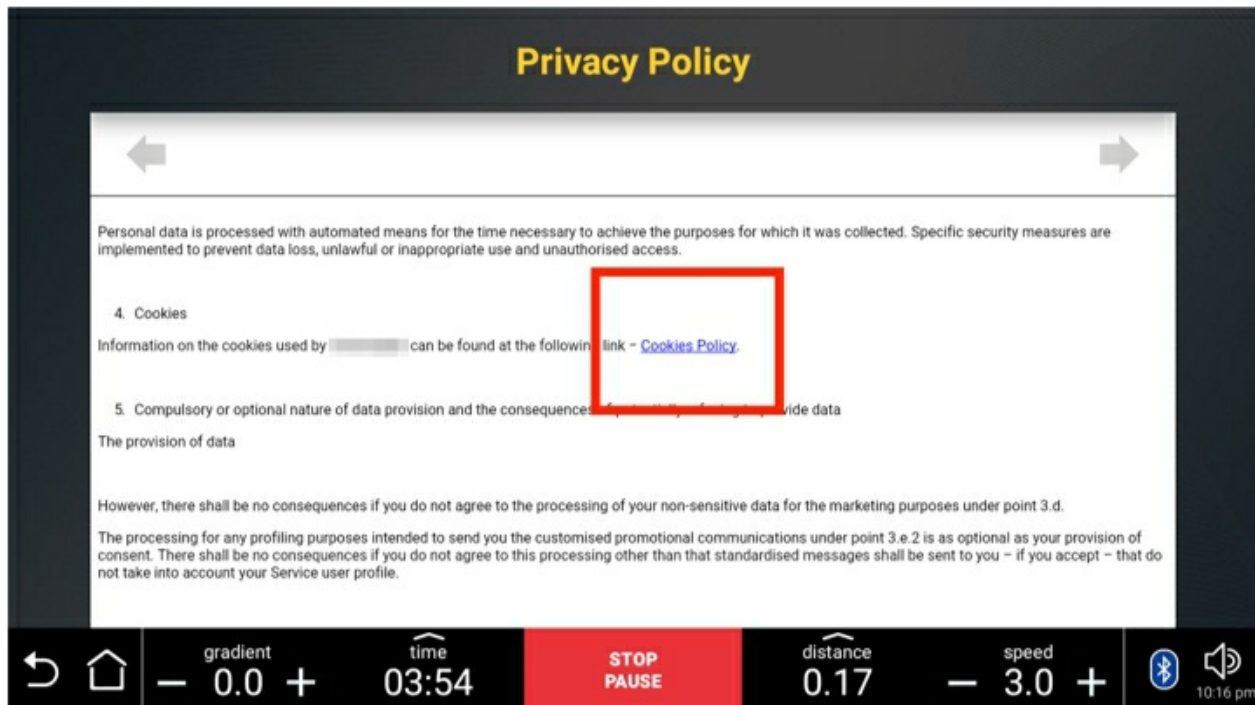 Privacy Policy
Personal data is processed with automated means for the time necessary to achieve the purposes for which it was collected. Specific security measures are
implemented to prevent data loss, unlawful or inappropriate use and unauthorised access.
4. Cookies
Information on the cookies used by can be found at the following link – Cookies Policy.
5. Compulsory or optional nature of data provision and the consequences vide data
The provision of data
However, there shall be no consequences if you do not agree to the processing of your non-sensitive data for the marketing purposes under point 3.d.
The processing for any profiling purposes intended to send you the customised promotional communications under point 3.e.2 is as optional as your provision of
consent. There shall be no consequences if you do not agree to this processing other than that standardised messages shall be sent to you – if you accept – that do
not take into account your Service user profile.
gradient time STOP distance speed
− 0.0 + 03:54 PAUSE 0.17 − 3.0 + 10:16 pm